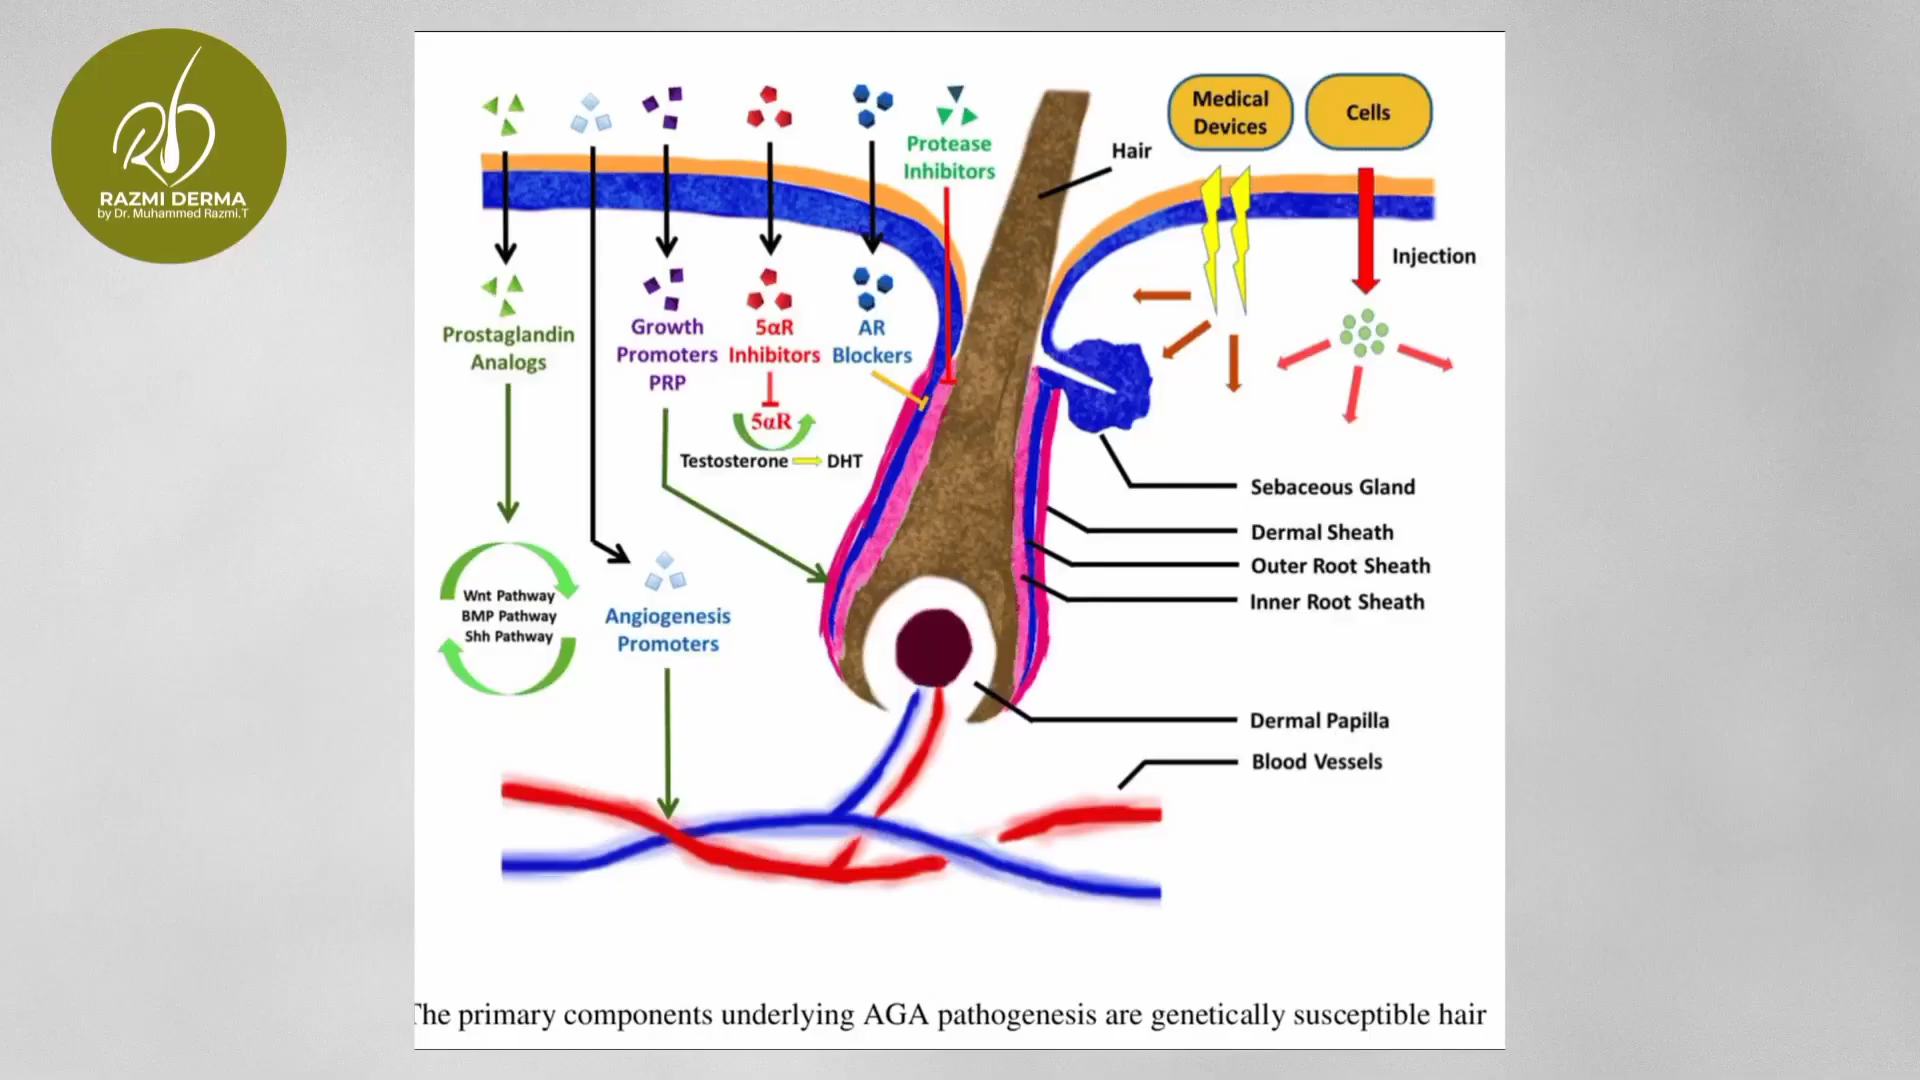 RAZMI DERMA
by Dr. Muhammed Razmi.T
Medical
Devices
Cells
Protease
Inhibitors
Hair
Injection
Prostaglandin
Analogs
Growth
Promoters
PRP
5αR
Inhibitors
AR
Blockers
5αR
Testosterone
DHT
Sebaceous Gland
Dermal Sheath
Outer Root Sheath
Inner Root Sheath
Wnt Pathway
BMP Pathway
Shh Pathway
Angiogenesis
Promoters
Dermal Papilla
Blood Vessels
The primary components underlying AGA pathogenesis are genetically susceptible hair